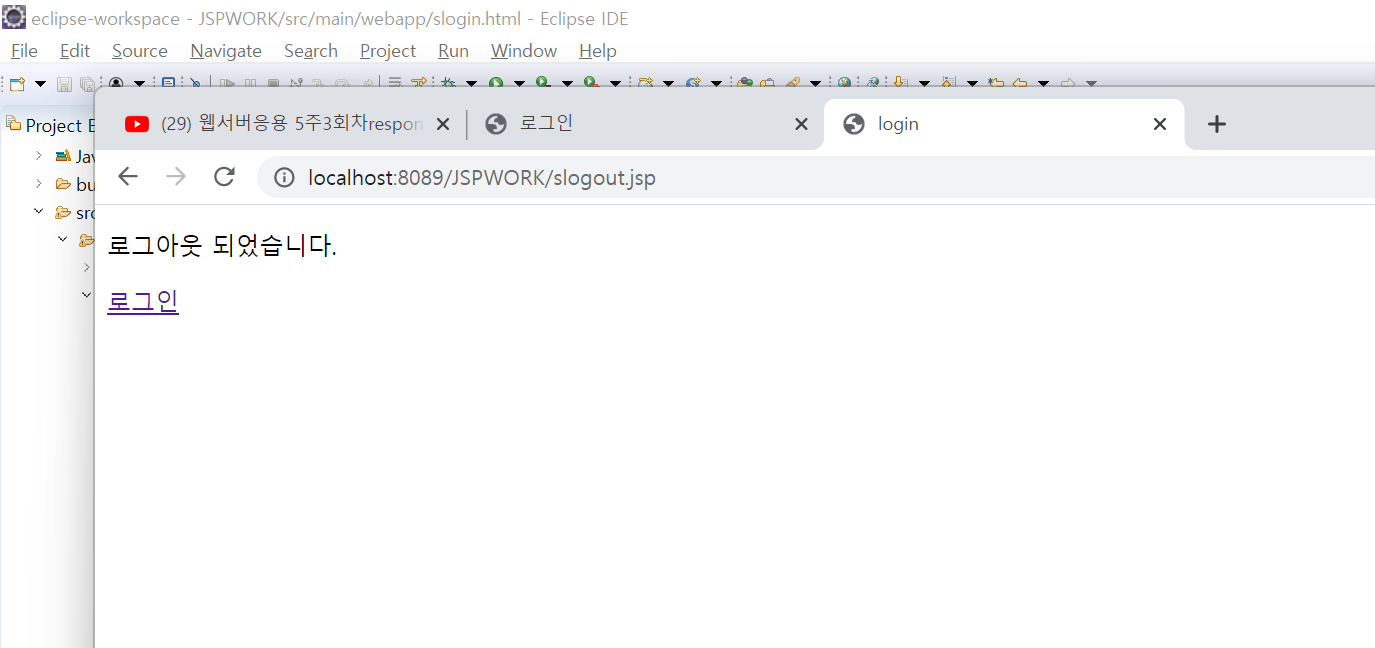 eclipse-workspace - JSPWORK/src/main/webapp/slogin.html - Eclipse IDE
File Edit Source Navigate Search Project Run Window Help
Project E
(29) 웹서버응용 5주3회차respon
로그인
login
Jav
bu
src
localhost:8089/JSPWORK/slogout.jsp
로그아웃 되었습니다.
로그인